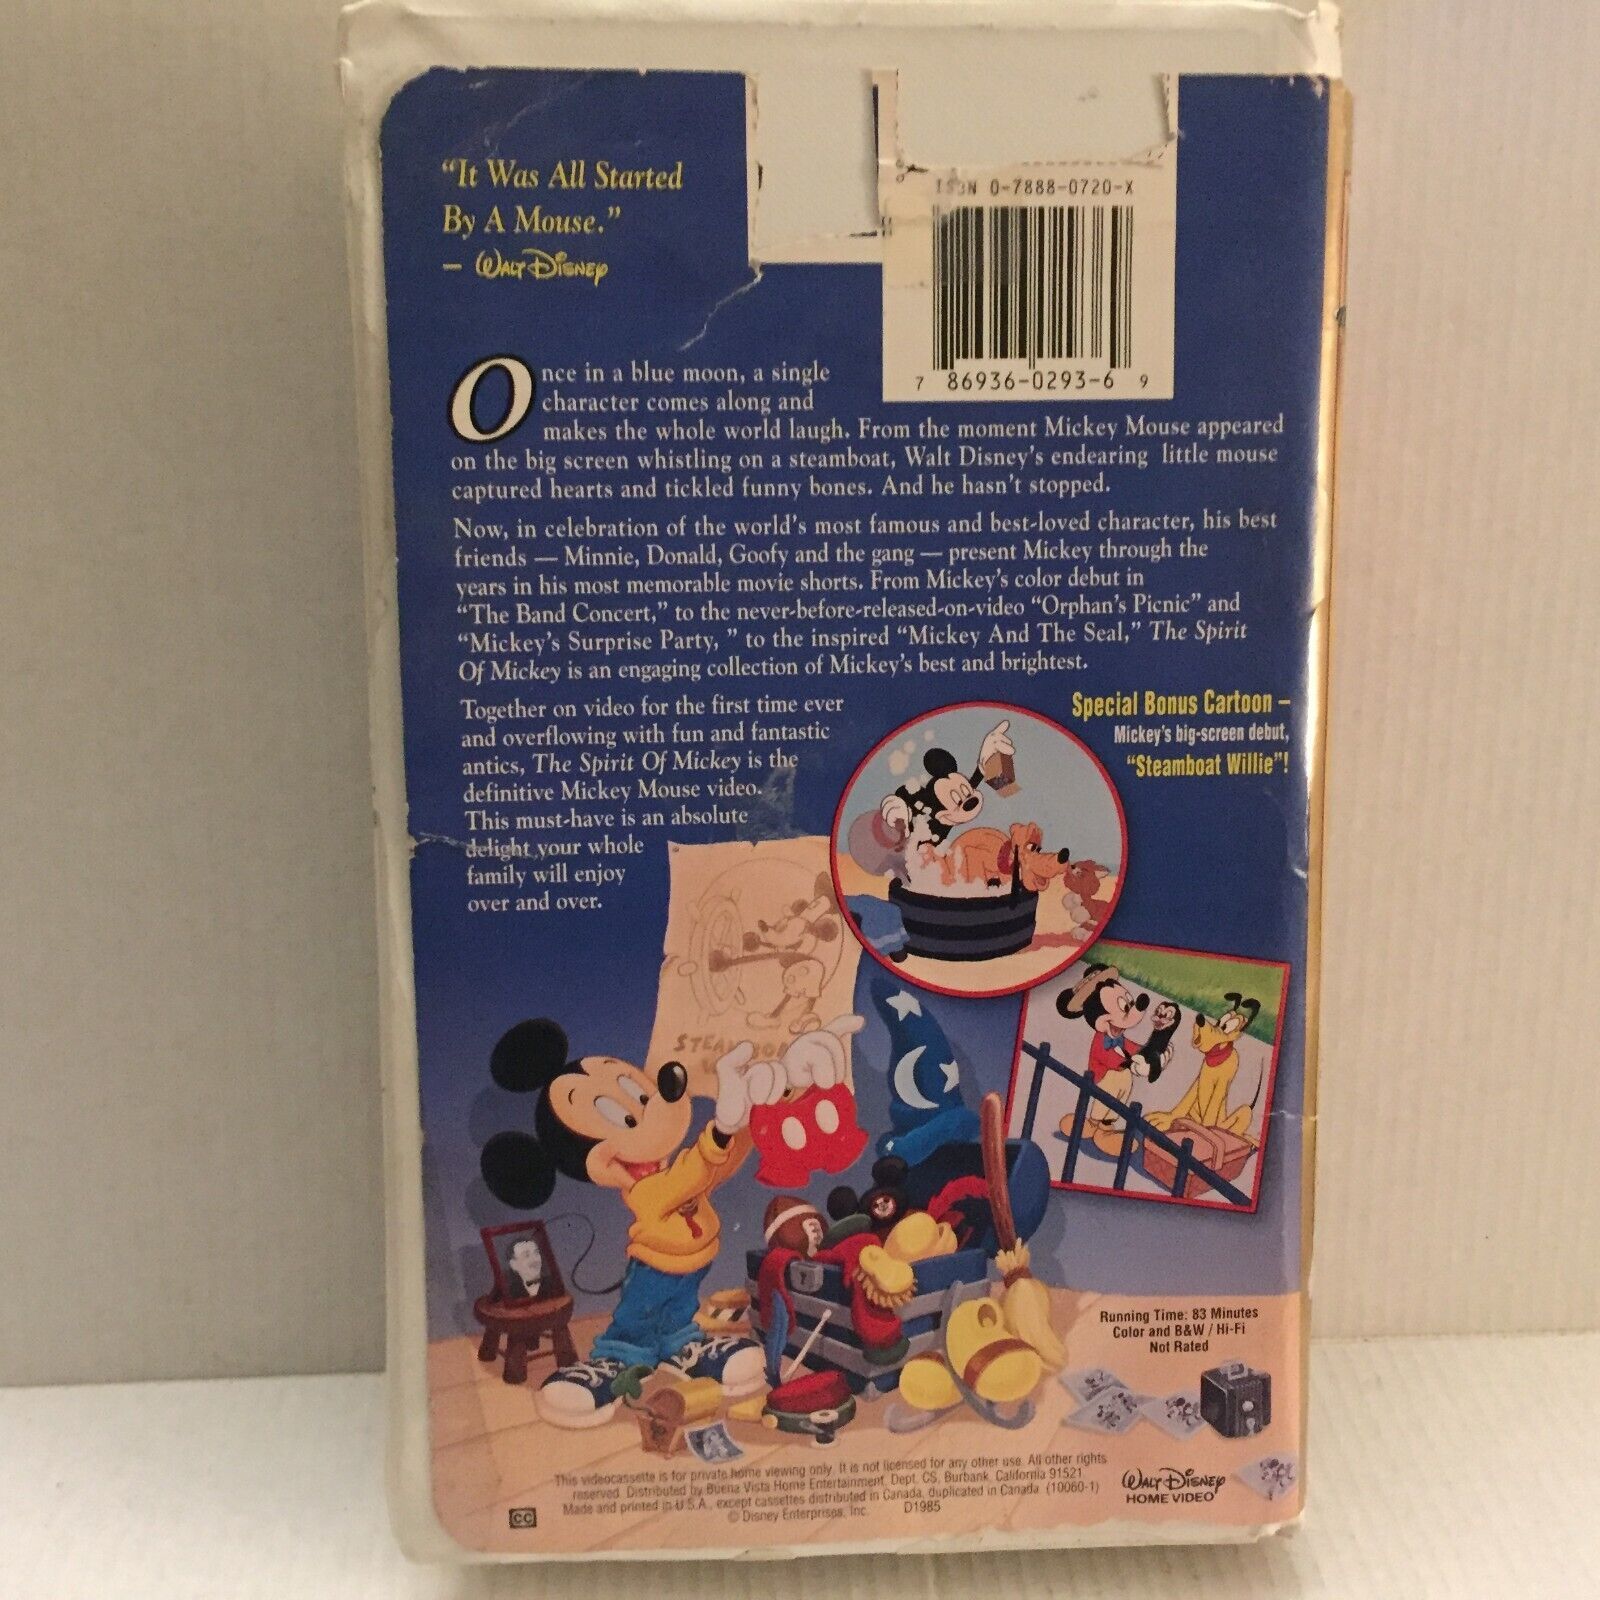 “It Was All Started
By A Mouse.”
– Walt Disney
ISBN 0-7888-0720-X
7 86936-0293-6 9
Once in a blue moon, a single
character comes along and
makes the whole world laugh. From the moment Mickey Mouse appeared
on the big screen whistling on a steamboat, Walt Disney's endearing little mouse
captured hearts and tickled funny bones. And he hasn't stopped.
Now, in celebration of the world's most famous and best-loved character, his best
friends — Minnie, Donald, Goofy and the gang — present Mickey through the
years in his most memorable movie shorts. From Mickey's color debut in
“The Band Concert,” to the never-before-released-on-video “Orphan's Picnic” and
“Mickey's Surprise Party, ” to the inspired “Mickey And The Seal,” The Spirit
Of Mickey is an engaging collection of Mickey's best and brightest.
Together on video for the first time ever
and overflowing with fun and fantastic
antics, The Spirit Of Mickey is the
definitive Mickey Mouse video.
This must-have is an absolute
delight your whole
family will enjoy
over and over.
Special Bonus Cartoon –
Mickey's big-screen debut,
“Steamboat Willie”!
Running Time: 83 Minutes
Color and B&W / Hi-Fi
Not Rated
This videocassette is for private home viewing only. It is not licensed for any other use. All other rights
reserved. Distributed by Buena Vista Home Entertainment, Dept. CS, Burbank, California 91521
Made and printed in U.S.A., except cassettes distributed in Canada, duplicated in Canada. (10060-1)
© Disney Enterprises, Inc. D1985
CC
Walt Disney
HOME VIDEO